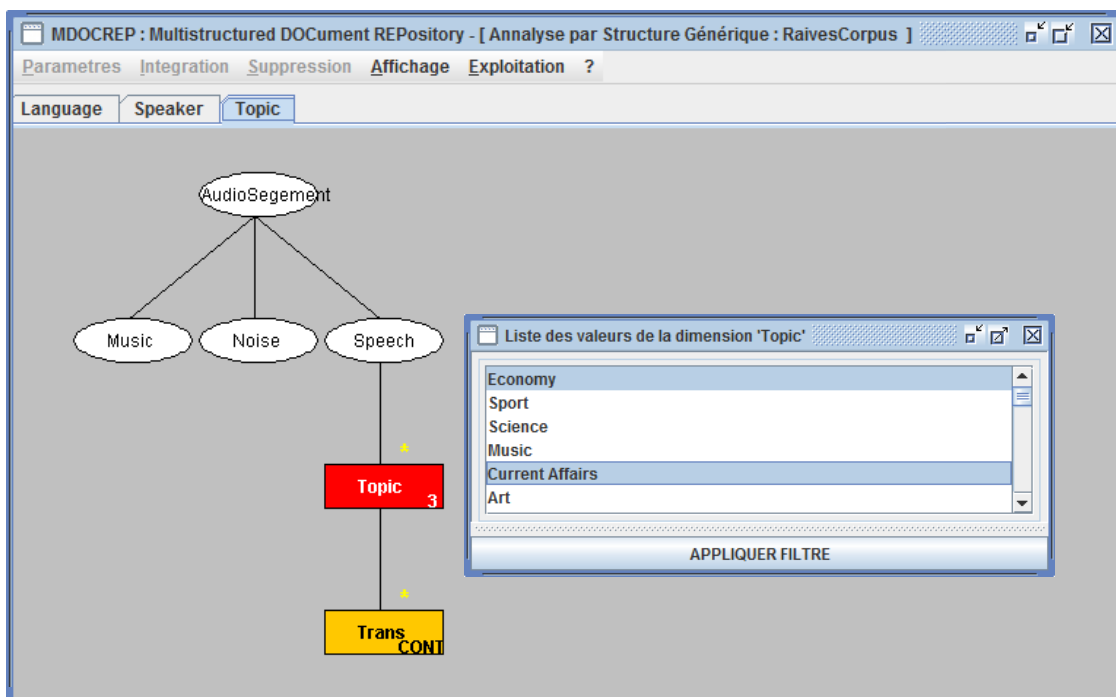 MDOCREP : Multistructured DOCument REPository - [ Annalyse par Structure Générique : RaivesCorpus ]
Parametres Integration Suppression Affichage Exploitation ?
Language Speaker Topic
AudioSegement
Music Noise Speech
*
Topic
3
*
Trans
CONT
Liste des valeurs de la dimension 'Topic'
Economy
Sport
Science
Music
Current Affairs
Art
APPLIQUER FILTRE